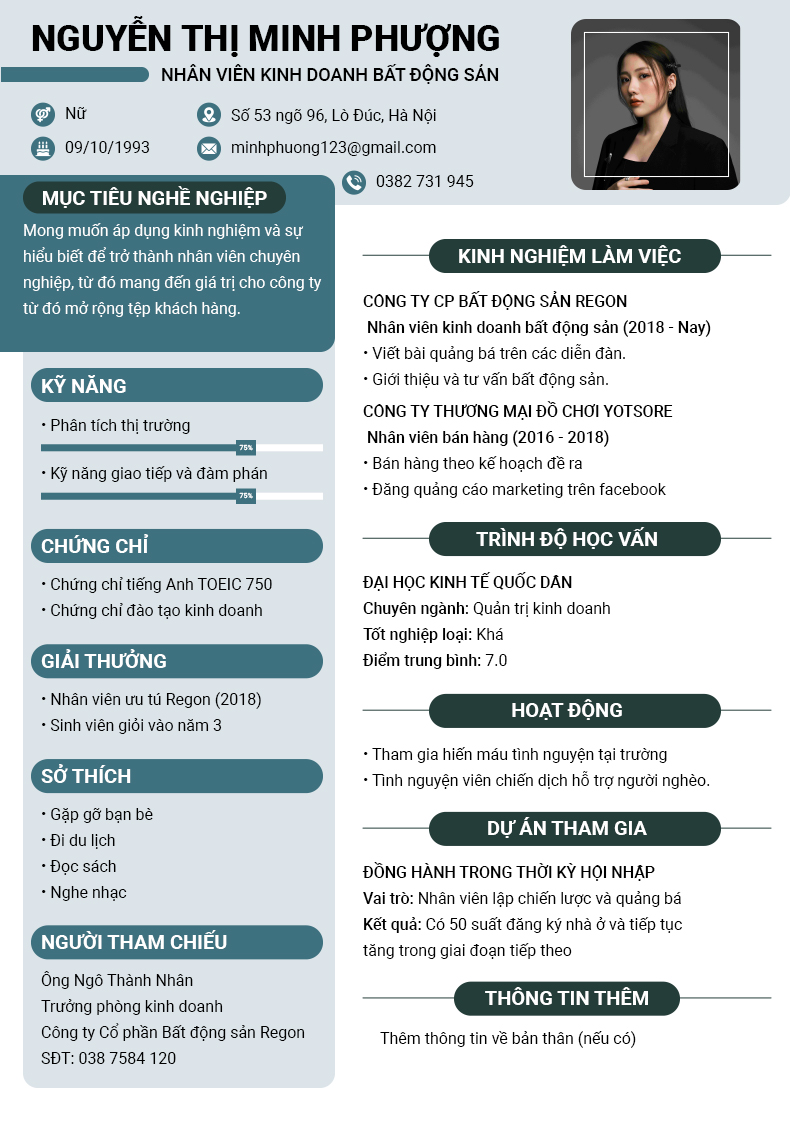 NGUYỄN THỊ MINH PHƯỢNG
NHÂN VIÊN KINH DOANH BẤT ĐỘNG SẢN
Nữ
Số 53 ngõ 96, Lò Đúc, Hà Nội
09/10/1993
minhphuong123@gmail.com
0382 731 945
MỤC TIÊU NGHỀ NGHIỆP
Mong muốn áp dụng kinh nghiệm và sự
hiểu biết để trở thành nhân viên chuyên
nghiệp, từ đó mang đến giá trị cho công ty
từ đó mở rộng tệp khách hàng.
KỸ NĂNG
• Phân tích thị trường
75%
• Kỹ năng giao tiếp và đàm phán
75%
CHỨNG CHỈ
• Chứng chỉ tiếng Anh TOEIC 750
• Chứng chỉ đào tạo kinh doanh
GIẢI THƯỞNG
• Nhân viên ưu tú Regon (2018)
• Sinh viên giỏi vào năm 3
SỞ THÍCH
• Gặp gỡ bạn bè
• Đi du lịch
• Đọc sách
• Nghe nhạc
NGƯỜI THAM CHIẾU
Ông Ngô Thành Nhân
Trưởng phòng kinh doanh
Công ty Cổ phần Bất động sản Regon
SĐT: 038 7584 120
KINH NGHIỆM LÀM VIỆC
CÔNG TY CP BẤT ĐỘNG SẢN REGON
Nhân viên kinh doanh bất động sản (2018 - Nay)
• Viết bài quảng bá trên các diễn đàn.
• Giới thiệu và tư vấn bất động sản.
CÔNG TY THƯƠNG MẠI ĐỒ CHƠI YOTSORE
Nhân viên bán hàng (2016 - 2018)
• Bán hàng theo kế hoạch đề ra
• Đăng quảng cáo marketing trên facebook
TRÌNH ĐỘ HỌC VẤN
ĐẠI HỌC KINH TẾ QUỐC DÂN
Chuyên ngành: Quản trị kinh doanh
Tốt nghiệp loại: Khá
Điểm trung bình: 7.0
HOẠT ĐỘNG
• Tham gia hiến máu tình nguyện tại trường
• Tình nguyện viên chiến dịch hỗ trợ người nghèo.
DỰ ÁN THAM GIA
ĐỒNG HÀNH TRONG THỜI KỲ HỘI NHẬP
Vai trò: Nhân viên lập chiến lược và quảng bá
Kết quả: Có 50 suất đăng ký nhà ở và tiếp tục
tăng trong giai đoạn tiếp theo
THÔNG TIN THÊM
Thêm thông tin về bản thân (nếu có)